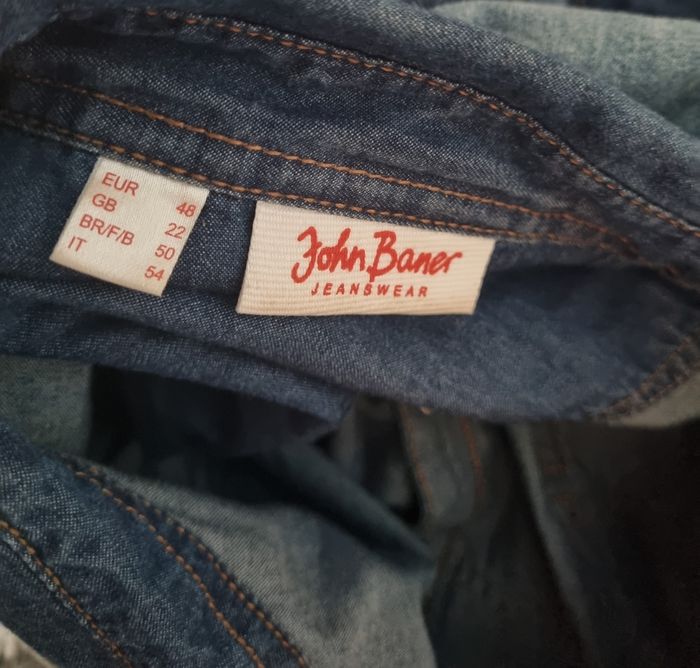 EUR 48
GB 22
BR/F/B 50
IT 54
John Baner
JEANSWEAR